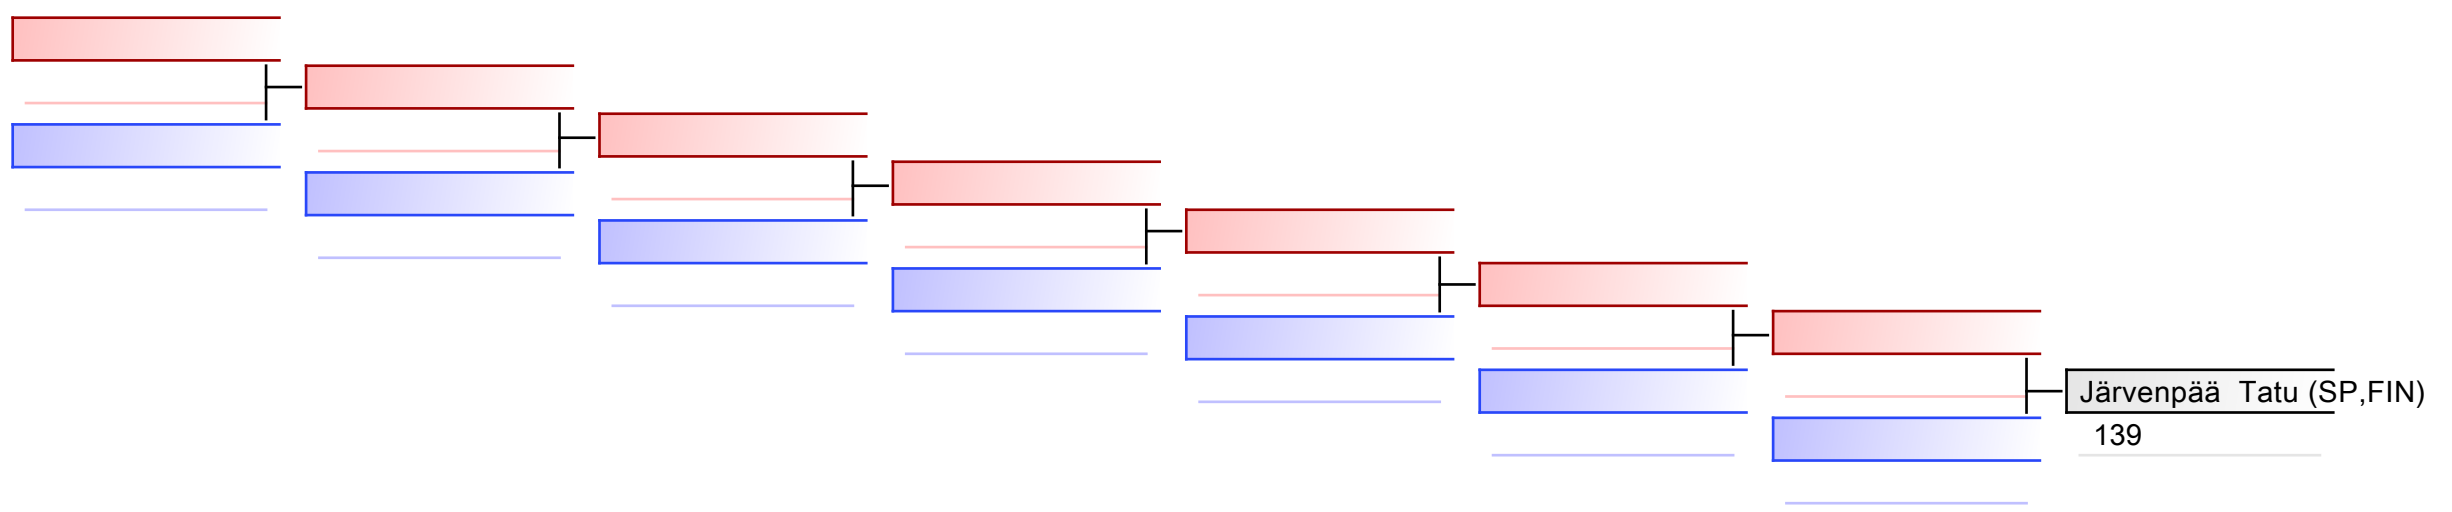 Järvenpää Tatu (SP,FIN)
139